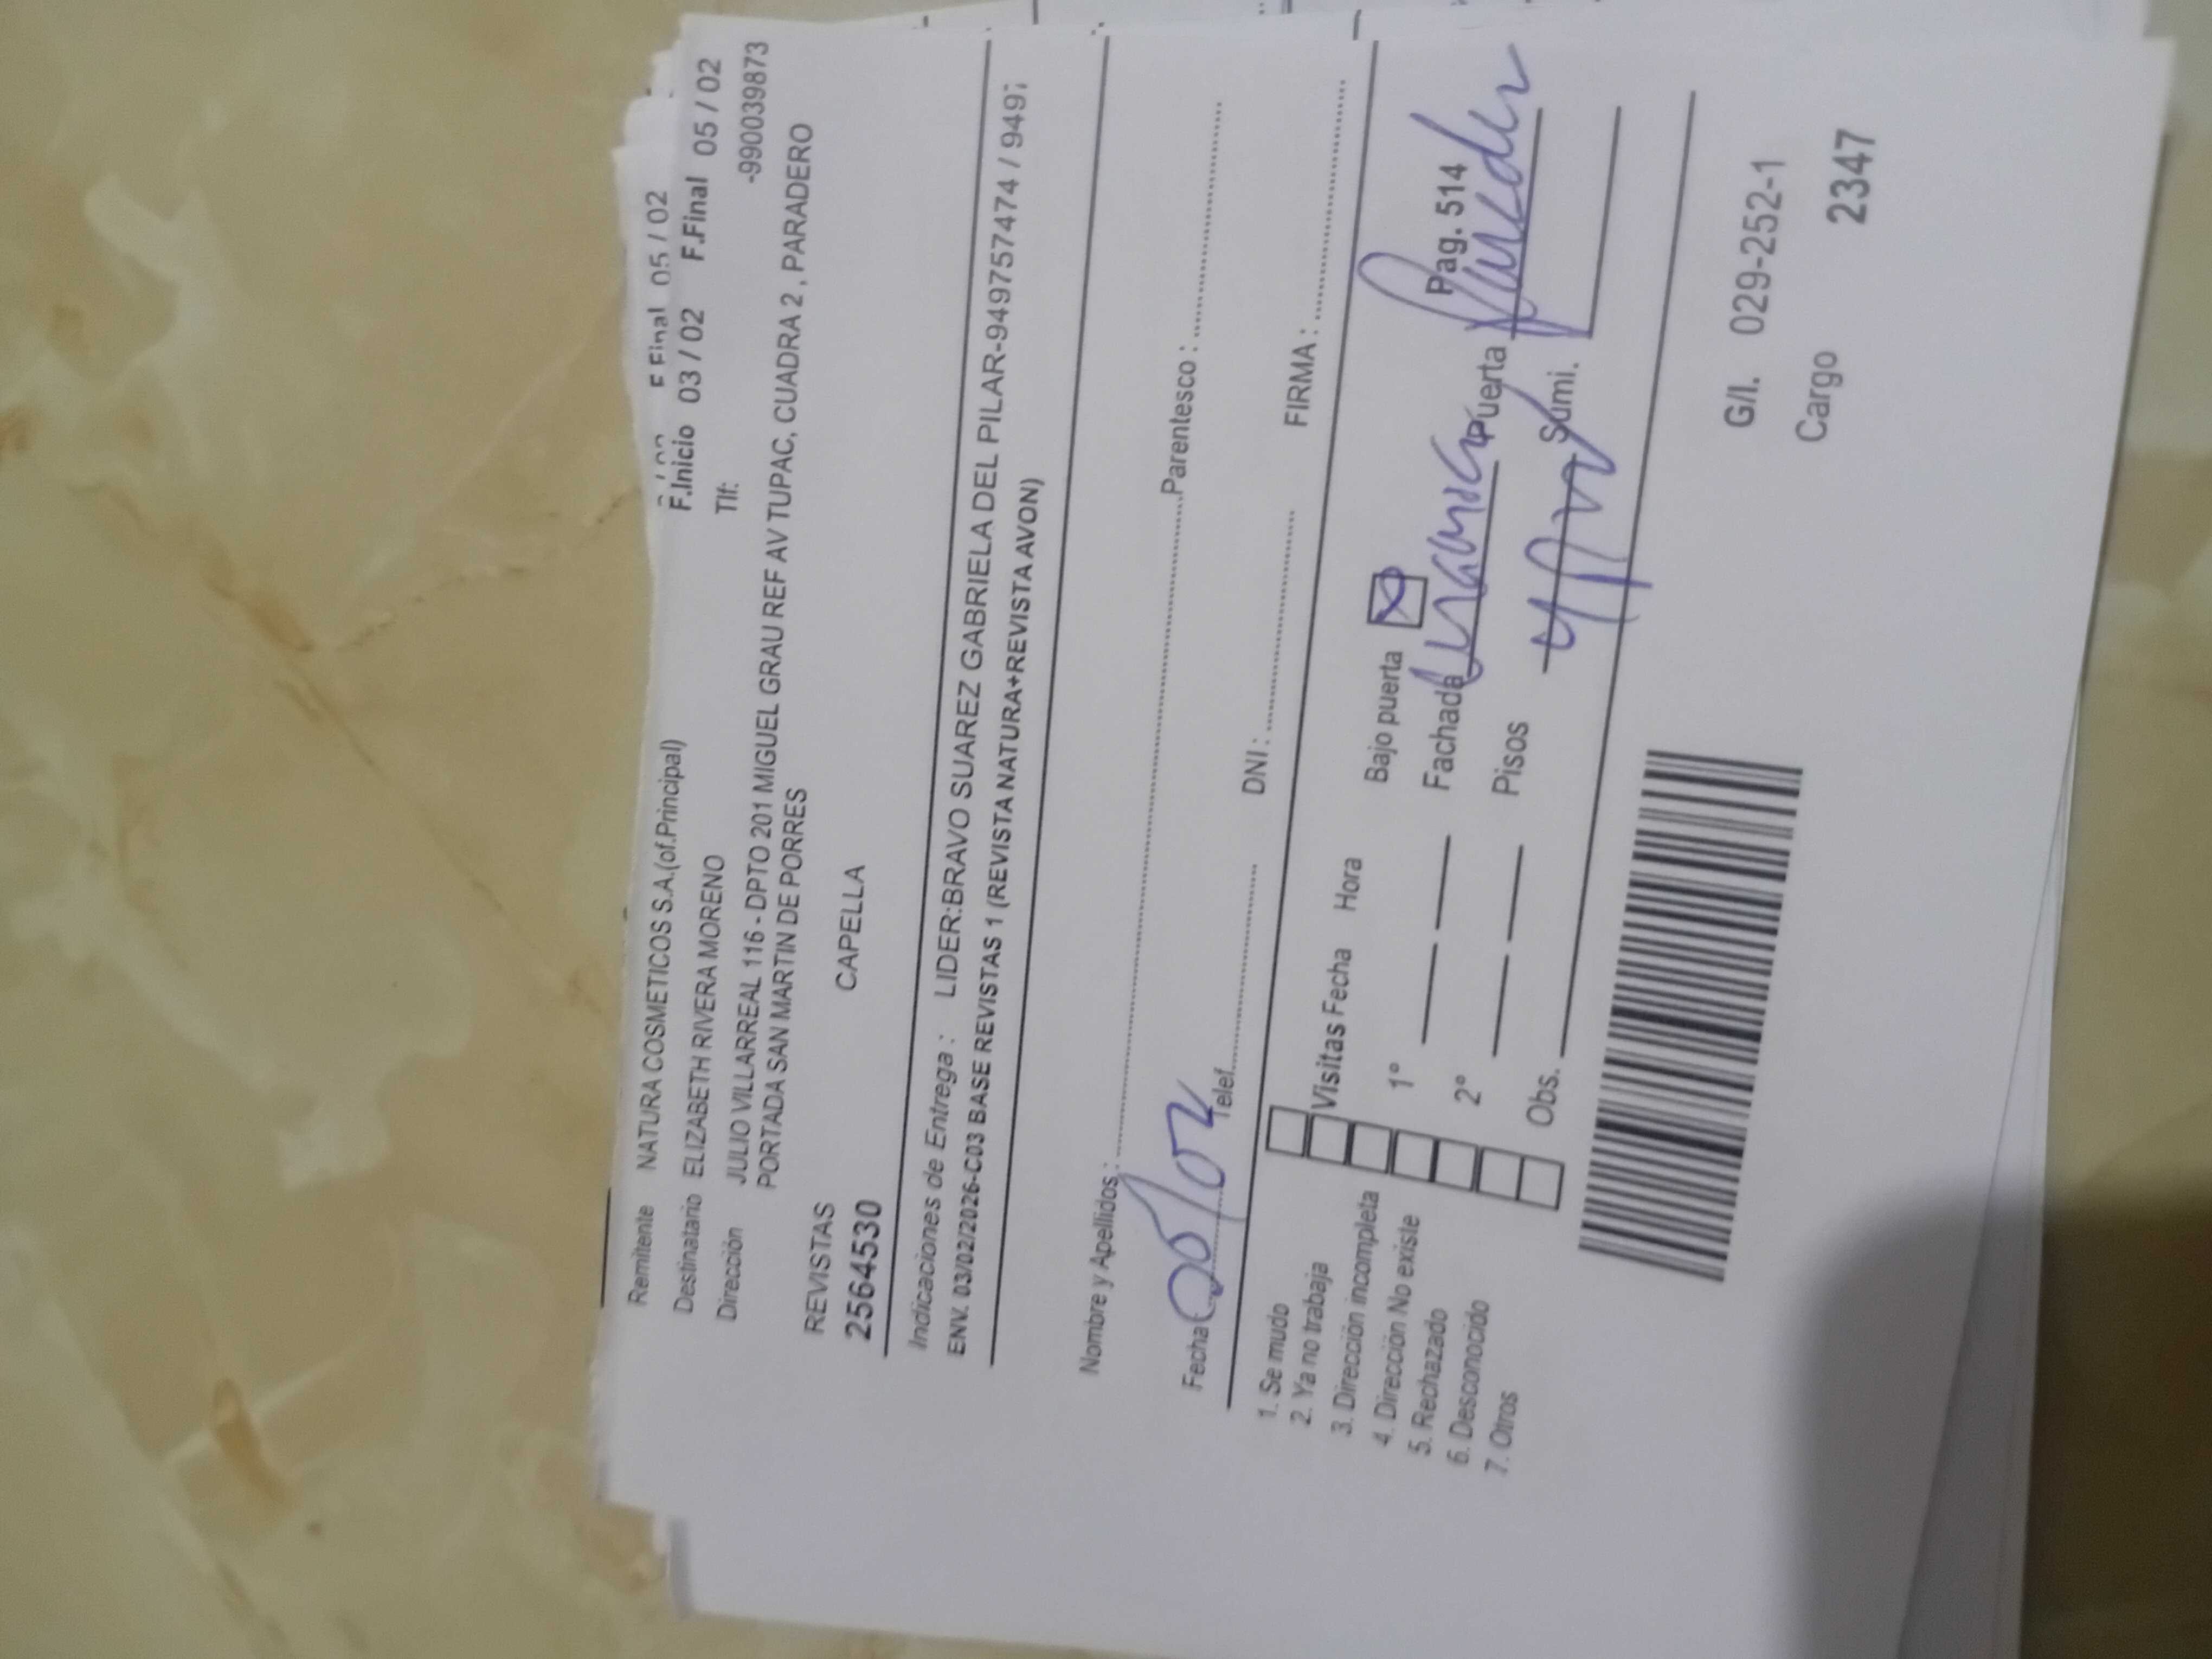 F Final 05 / 02
F.Inicio 03 / 02 F.Final 05 / 02
Remitente NATURA COSMETICOS S.A.(of.Principal)
Destinatario ELIZABETH RIVERA MORENO Tlf: -990039873
Dirección JULIO VILLARREAL 116 - DPTO 201 MIGUEL GRAU REF AV TUPAC, CUADRA 2 , PARADERO
PORTADA SAN MARTIN DE PORRES
REVISTAS CAPELLA
2564530
Indicaciones de Entrega : LIDER:BRAVO SUAREZ GABRIELA DEL PILAR-949757474 / 9497
ENV. 03/02/2026-C03 BASE REVISTAS 1 (REVISTA NATURA+REVISTA AVON)
Nombre y Apellidos : Parentesco :
Fecha Telef. DNI : FIRMA :
1. Se mudo
2. Ya no trabaja
3. Dirección incompleta
4. Dirección No existe
5. Rechazado
6. Desconocido
7. Otros
Visitas Fecha Hora Bajo puerta Pag. 514
1° Fachada Puerta
2° Pisos Sumi.
Obs.
G/I. 029-252-1
Cargo 2347